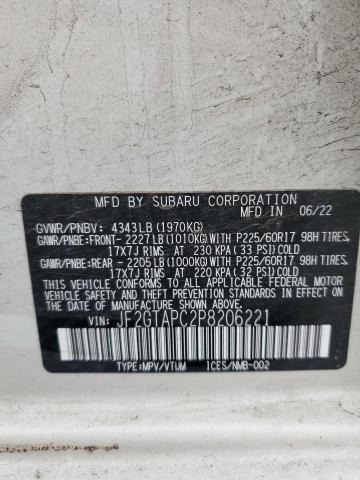 MFD BY SUBARU CORPORATION 06/22
GVWR/PNBV: 4343LB(1970KG)
GAWR/PNBE:FRONT- 2227LB(1010KG)WITH P225/60R17 98H TIRES,
17X7J RIMS AT 230 KPA(33 PSI)COLD
GAWR/PNBE:REAR - 2205LB(1000KG)WITH P225/60R17 98H TIRES,
17X7J RIMS AT 220 KPA(32 PSI)COLD
THIS VEHICLE CONFORMS TO ALL APPLICABLE FEDERAL MOTOR
VEHICLE SAFETY AND THEFT PREVENTION STANDARDS IN EFFECT
ON THE DATE OF MANUFACTURE SHOWN ABOVE.
VIN: JF2GTAPC2P8206221
TYPE:MPV/VTUM ICES/NMB-002